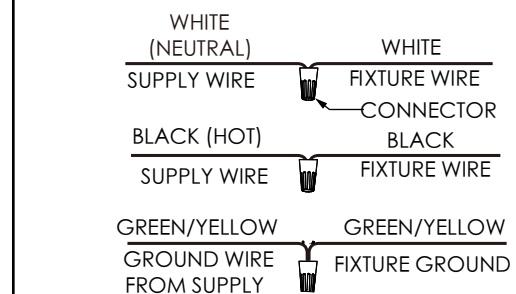 WHITE
(NEUTRAL)
WHITE
SUPPLY WIRE
FIXTURE WIRE
CONNECTOR
BLACK (HOT)
BLACK
SUPPLY WIRE
FIXTURE WIRE
GREEN/YELLOW
GREEN/YELLOW
GROUND WIRE
FROM SUPPLY
FIXTURE GROUND